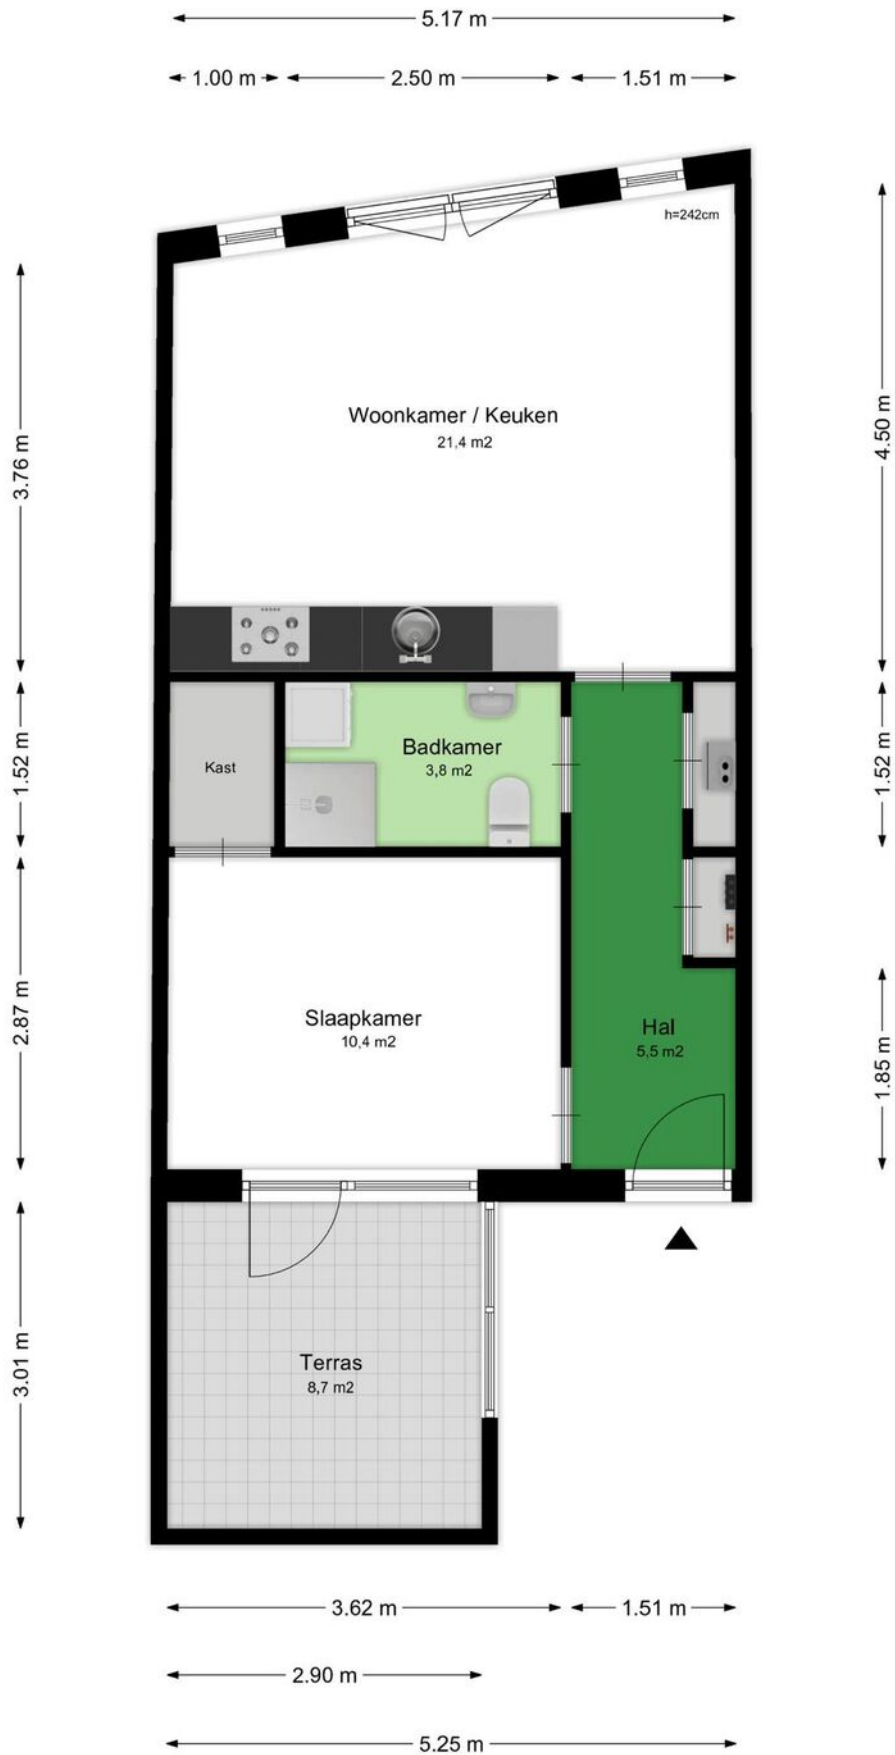 5.17 m
1.00 m
2.50 m
1.51 m
h=242cm
Woonkamer / Keuken
21,4 m2
3.76 m
4.50 m
Kast
Badkamer
3,8 m2
1.52 m
1.52 m
Slaapkamer
10,4 m2
Hal
5,5 m2
2.87 m
1.85 m
Terras
8,7 m2
3.01 m
3.62 m
1.51 m
2.90 m
5.25 m